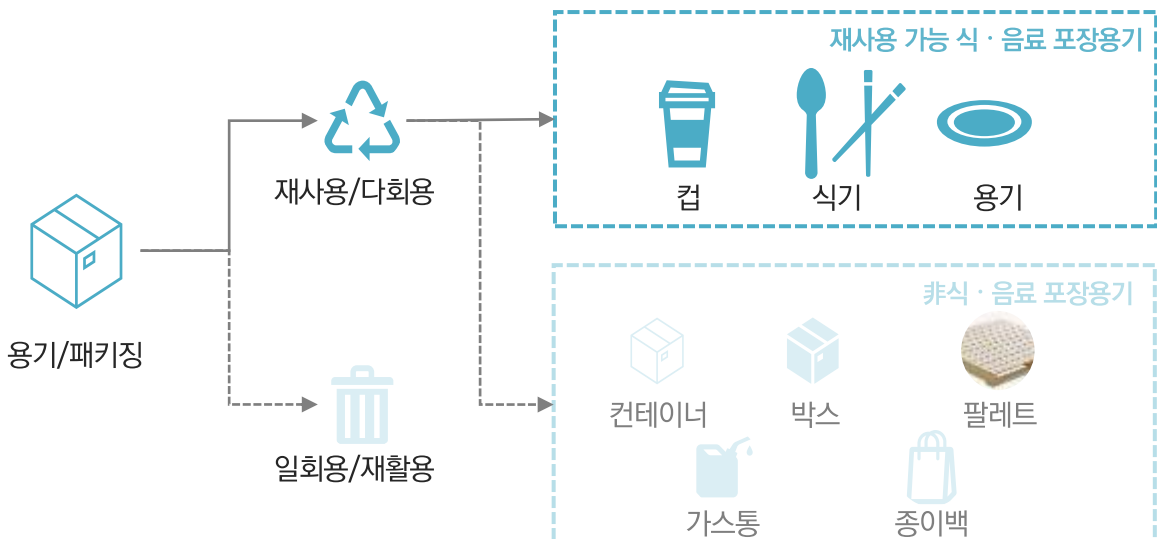 재사용 가능 식 · 음료 포장용기
컵
식기
용기
재사용/다회용
용기/패키징
非식 · 음료 포장용기
컨테이너
박스
팔레트
가스통
종이백
일회용/재활용